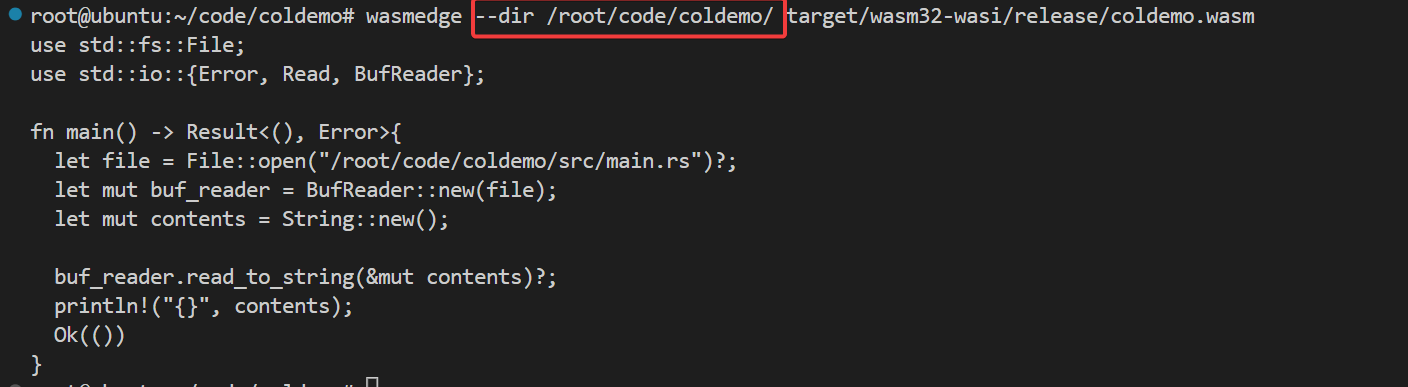 root@ubuntu:~/code/coldemo# wasmedge --dir /root/code/coldemo/ target/wasm32-wasi/release/coldemo.wasm
use std::fs::File;
use std::io::{Error, Read, BufReader};

fn main() -> Result<(), Error>{
  let file = File::open("/root/code/coldemo/src/main.rs")?;
  let mut buf_reader = BufReader::new(file);
  let mut contents = String::new();

  buf_reader.read_to_string(&mut contents)?;
  println!("{}", contents);
  Ok(())
}